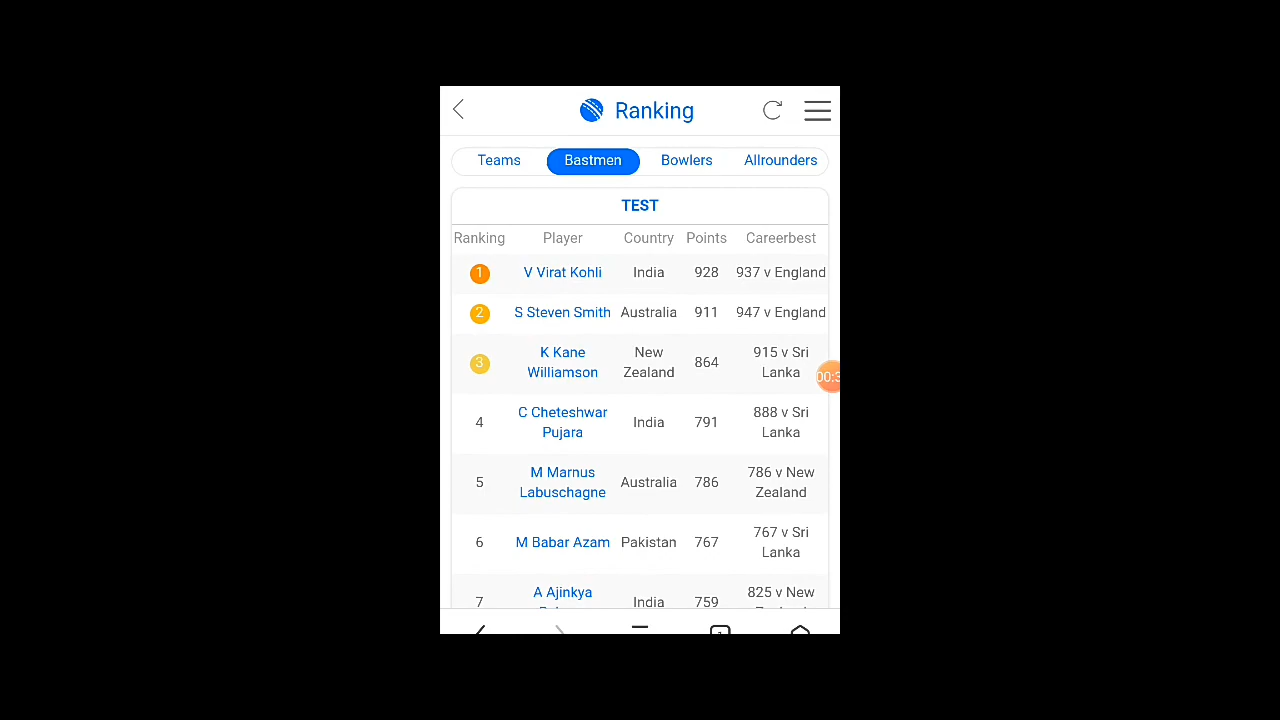 Ranking
Teams Bastmen Bowlers Allrounders
TEST
Ranking Player Country Points Careerbest
1 V Virat Kohli India 928 937 v England
2 S Steven Smith Australia 911 947 v England
3 K Kane Williamson New Zealand 864 915 v Sri Lanka
4 C Cheteshwar Pujara India 791 888 v Sri Lanka
5 M Marnus Labuschagne Australia 786 786 v New Zealand
6 M Babar Azam Pakistan 767 767 v Sri Lanka
7 A Ajinkya India 759 825 v New